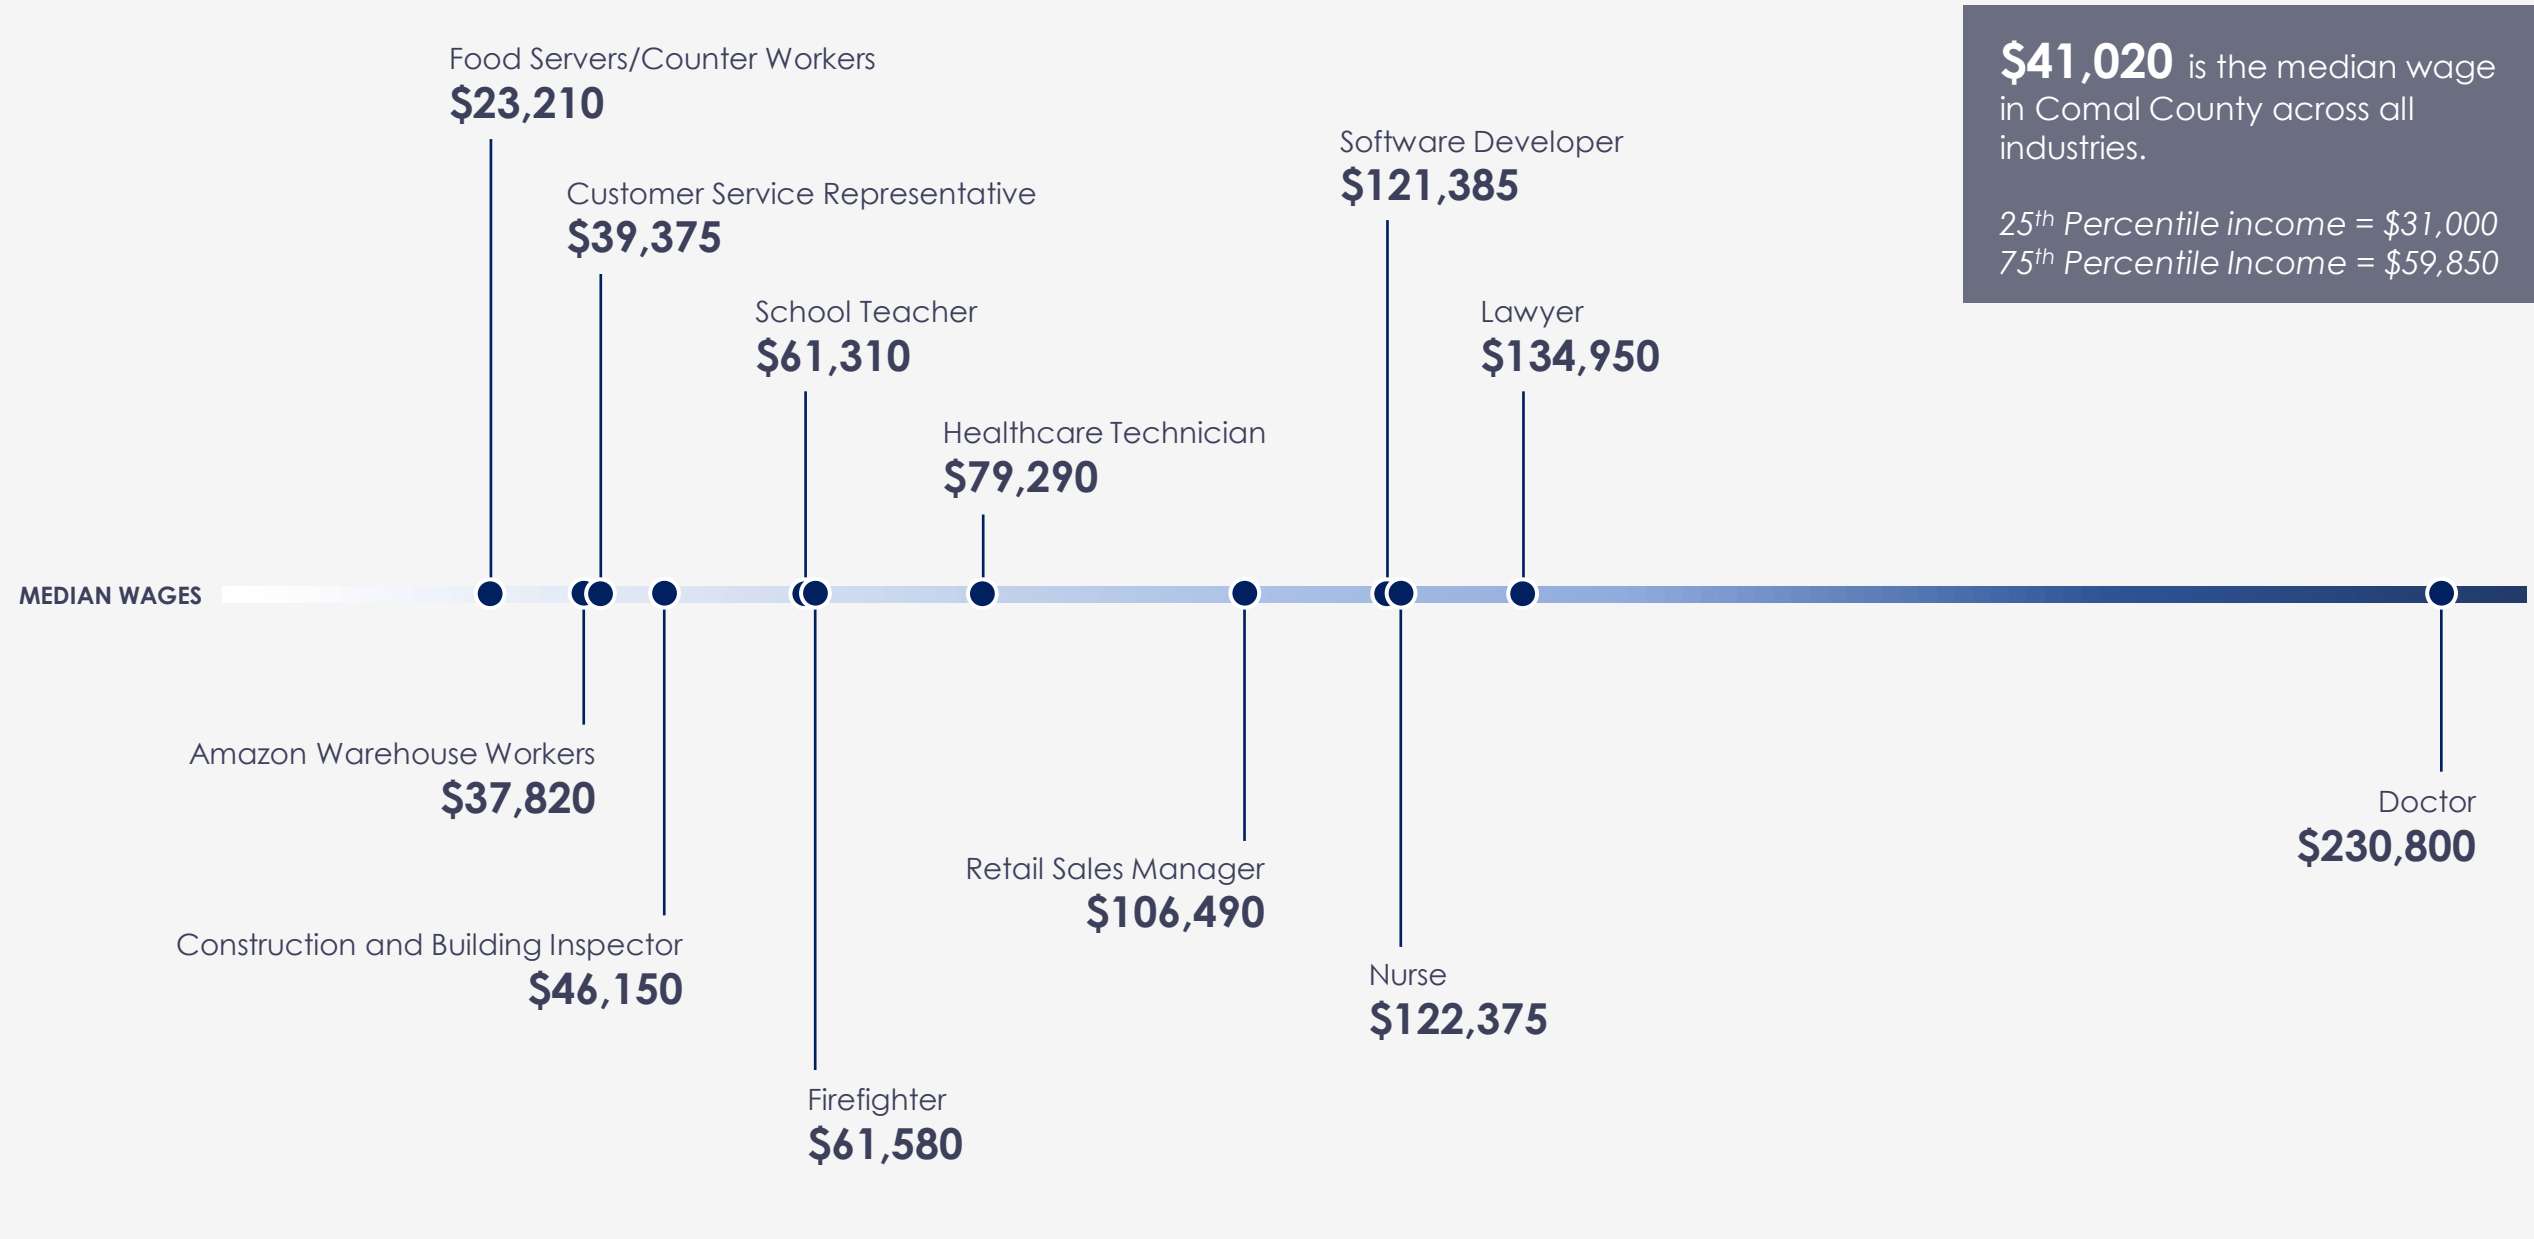 $41,020 is the median wage
in Comal County across all
industries.
25th Percentile income = $31,000
75th Percentile Income = $59,850
Food Servers/Counter Workers
$23,210
Software Developer
$121,385
Customer Service Representative
$39,375
School Teacher
$61,310
Lawyer
$134,950
Healthcare Technician
$79,290
MEDIAN WAGES
Amazon Warehouse Workers
$37,820
Doctor
$230,800
Retail Sales Manager
$106,490
Construction and Building Inspector
$46,150
Nurse
$122,375
Firefighter
$61,580